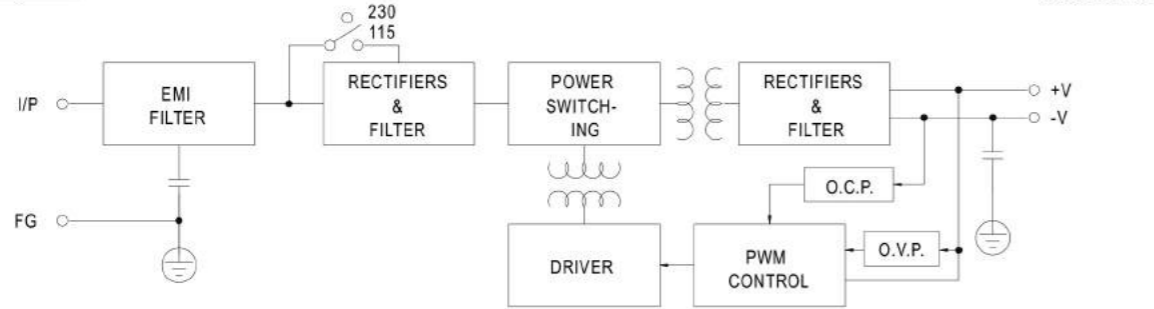 230
115
I/P
EMI
FILTER
RECTIFIERS
&
FILTER
POWER
SWITCH-
ING
RECTIFIERS
&
FILTER
+V
-V
O.C.P.
FG
DRIVER
PWM
CONTROL
O.V.P.